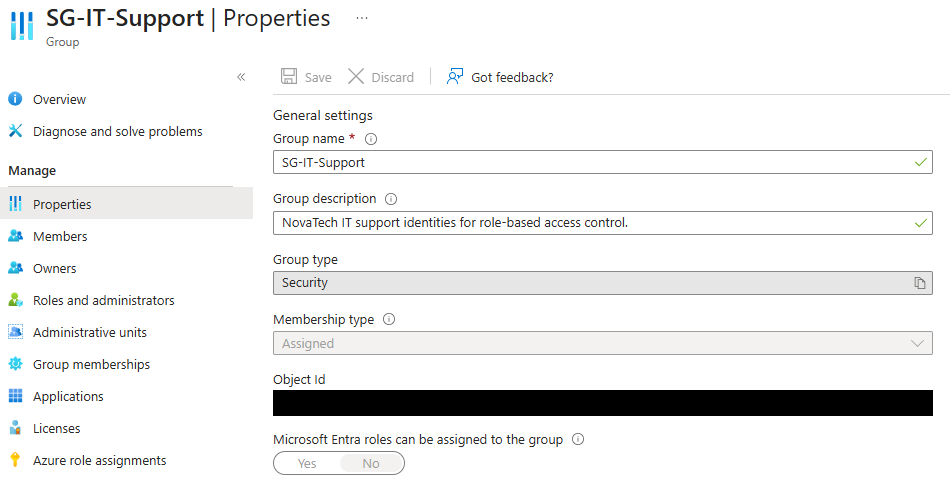 SG-IT-Support | Properties ...
Group
«
Overview
Diagnose and solve problems
Manage
Properties
Members
Owners
Roles and administrators
Administrative units
Group memberships
Applications
Licenses
Azure role assignments
Save Discard | Got feedback?
General settings
Group name *
SG-IT-Support
Group description
NovaTech IT support identities for role-based access control.
Group type
Security
Membership type
Assigned
Object Id
Microsoft Entra roles can be assigned to the group
Yes No